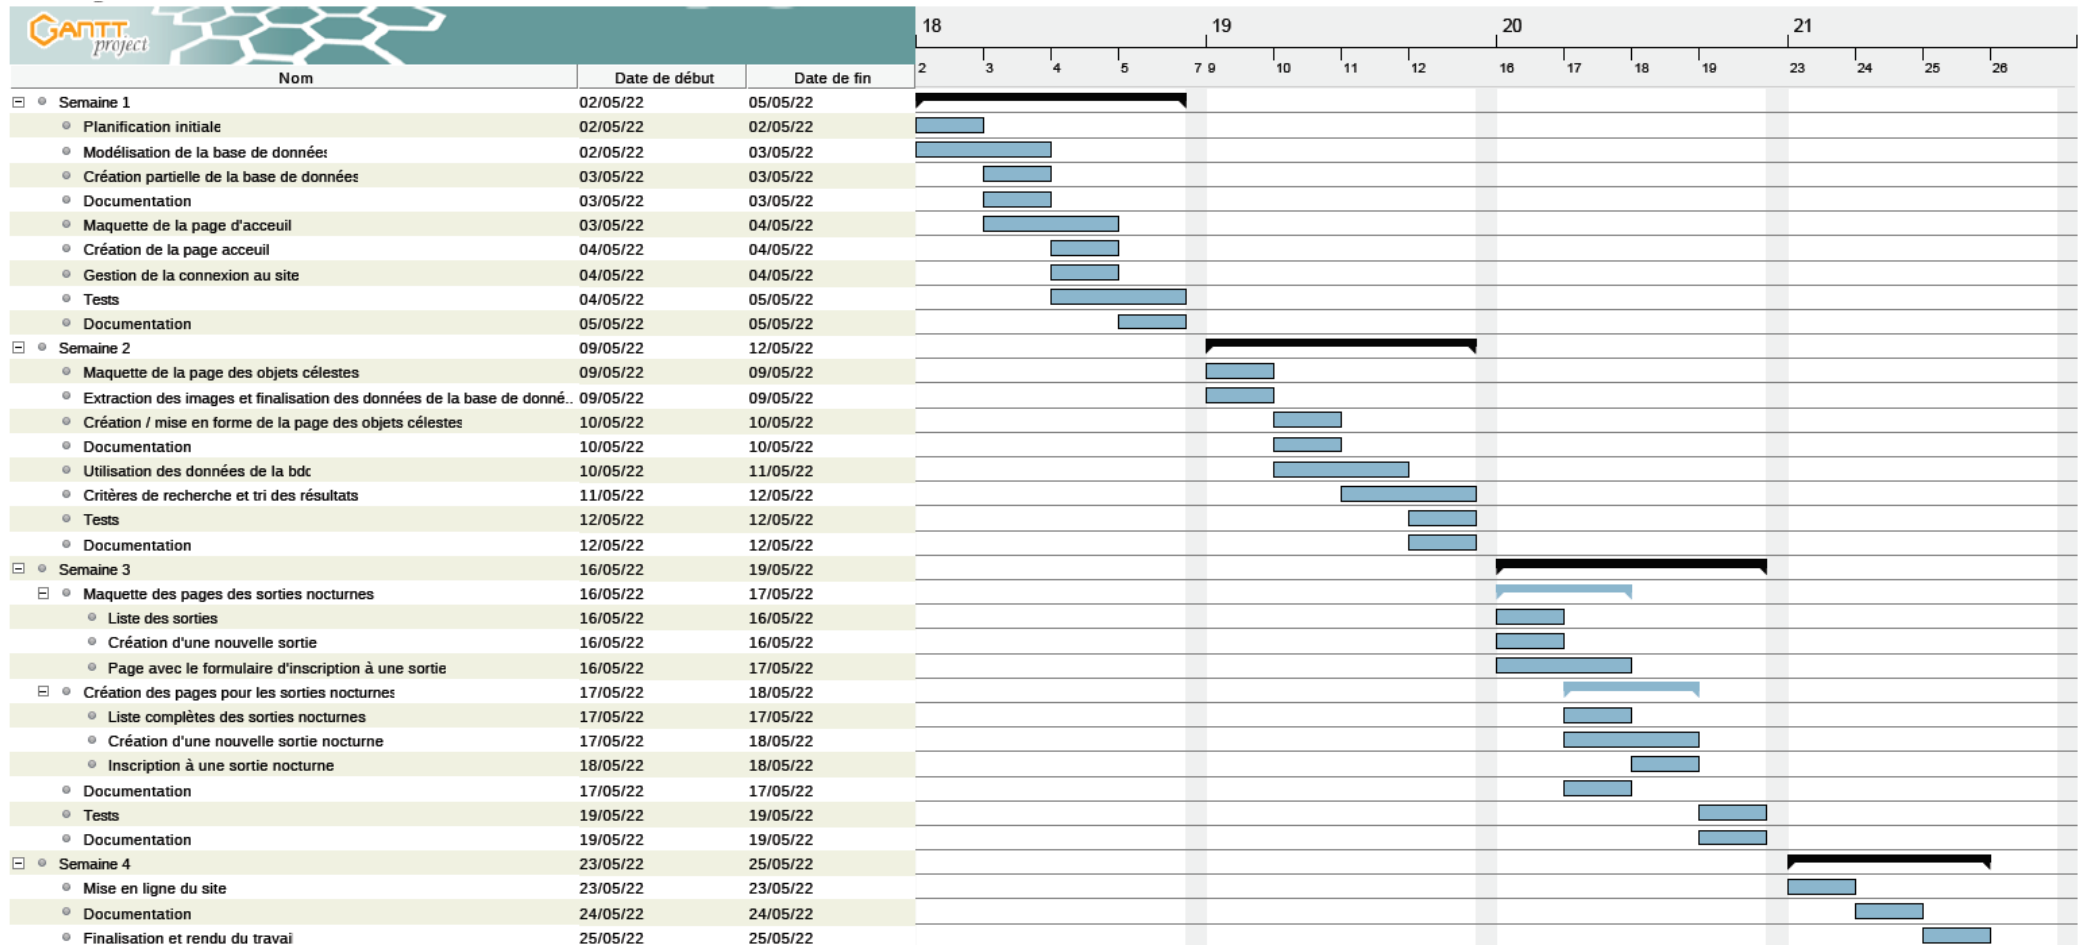 GANTT
project
18 19 20 21
Nom Date de début Date de fin 2 3 4 5 7 9 10 11 12 16 17 18 19 23 24 25 26
Semaine 1 02/05/22 05/05/22
Planification initiale 02/05/22 02/05/22
Modélisation de la base de données 02/05/22 03/05/22
Création partielle de la base de données 03/05/22 03/05/22
Documentation 03/05/22 03/05/22
Maquette de la page d'acceuil 03/05/22 04/05/22
Création de la page acceuil 04/05/22 04/05/22
Gestion de la connexion au site 04/05/22 04/05/22
Tests 04/05/22 05/05/22
Documentation 05/05/22 05/05/22
Semaine 2 09/05/22 12/05/22
Maquette de la page des objets célestes 09/05/22 09/05/22
Extraction des images et finalisation des données de la base de donné.. 09/05/22 09/05/22
Création / mise en forme de la page des objets célestes 10/05/22 10/05/22
Documentation 10/05/22 10/05/22
Utilisation des données de la bdc 10/05/22 11/05/22
Critères de recherche et tri des résultats 11/05/22 12/05/22
Tests 12/05/22 12/05/22
Documentation 12/05/22 12/05/22
Semaine 3 16/05/22 19/05/22
Maquette des pages des sorties nocturnes 16/05/22 17/05/22
Liste des sorties 16/05/22 16/05/22
Création d'une nouvelle sortie 16/05/22 16/05/22
Page avec le formulaire d'inscription à une sortie 16/05/22 17/05/22
Création des pages pour les sorties nocturnes 17/05/22 18/05/22
Liste complètes des sorties nocturnes 17/05/22 17/05/22
Création d'une nouvelle sortie nocturne 17/05/22 18/05/22
Inscription à une sortie nocturne 18/05/22 18/05/22
Documentation 17/05/22 17/05/22
Tests 19/05/22 19/05/22
Documentation 19/05/22 19/05/22
Semaine 4 23/05/22 25/05/22
Mise en ligne du site 23/05/22 23/05/22
Documentation 24/05/22 24/05/22
Finalisation et rendu du travail 25/05/22 25/05/22